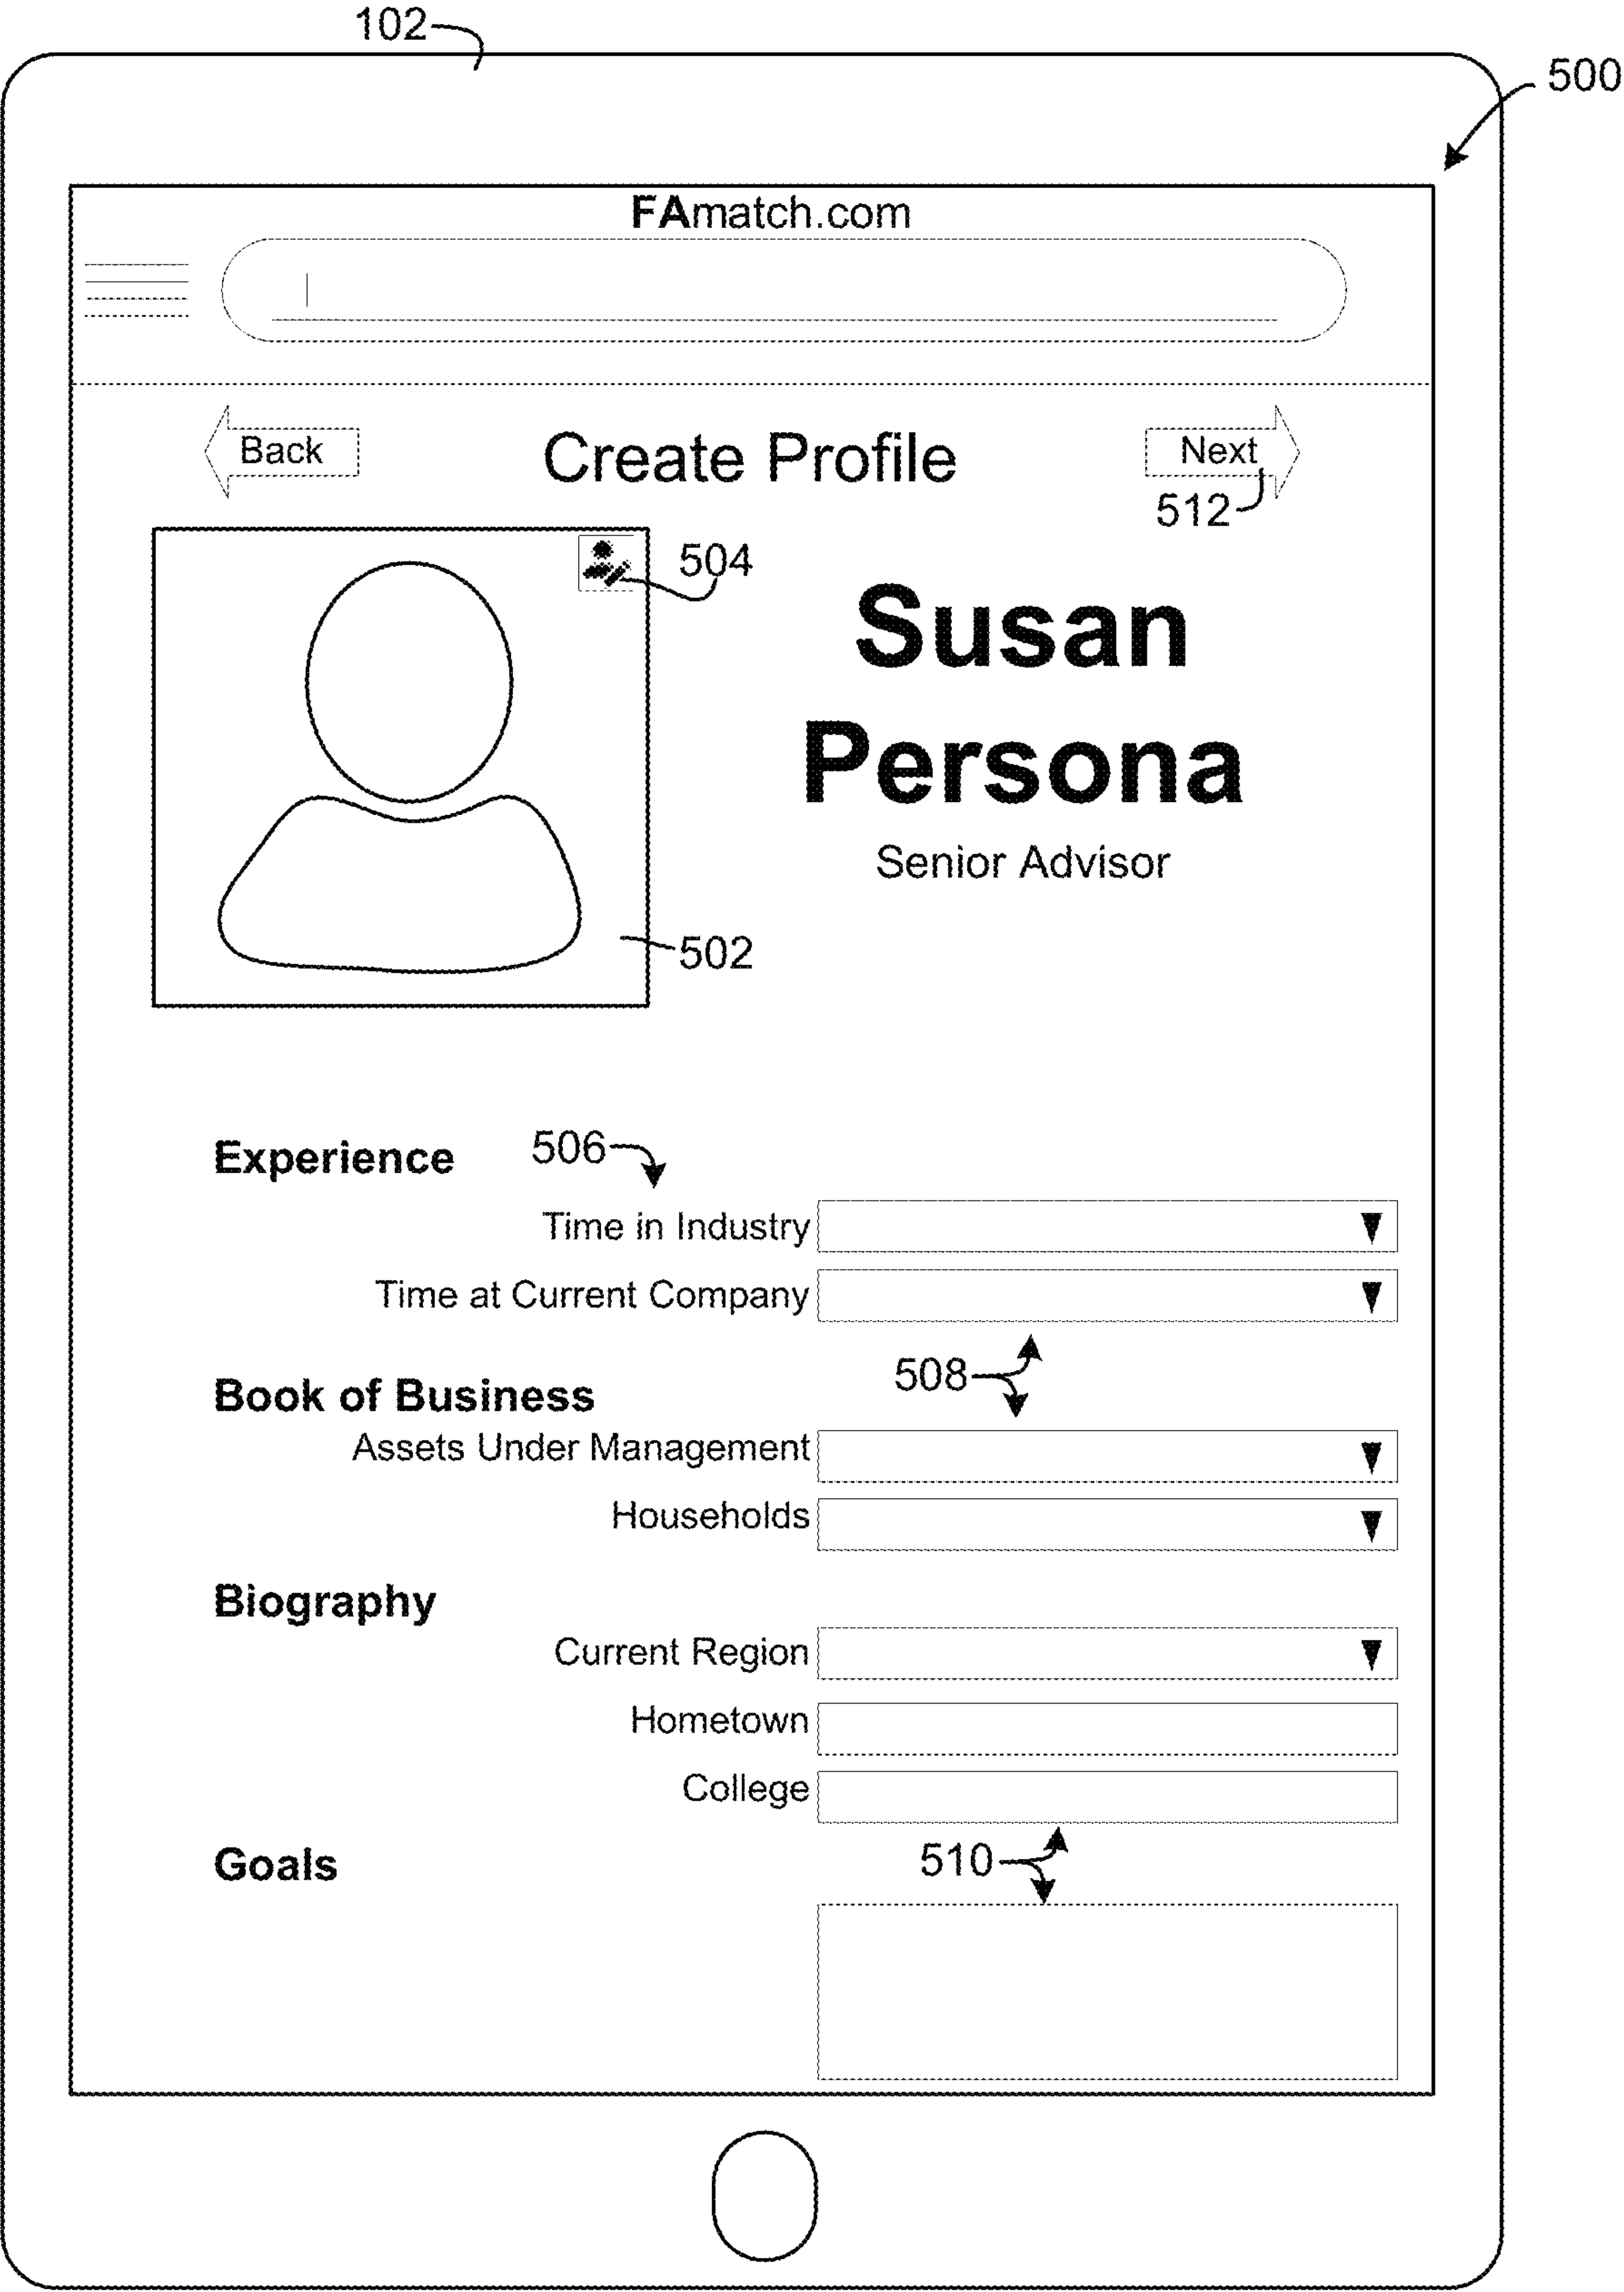 102
500
FAmatch.com
Back
Create Profile
Next
512
504
Susan
Persona
Senior Advisor
502
Experience
506
Time in Industry
Time at Current Company
508
Book of Business
Assets Under Management
Households
Biography
Current Region
Hometown
College
510
Goals